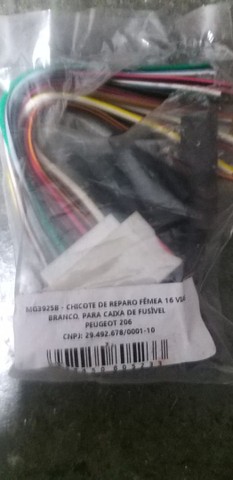 MG3925B - CHICOTE DE REPARO FÊMEA 16 VIAS
BRANCO, PARA CAIXA DE FUSÍVEL
PEUGEOT 206
CNPJ: 29.492.678/0001-10